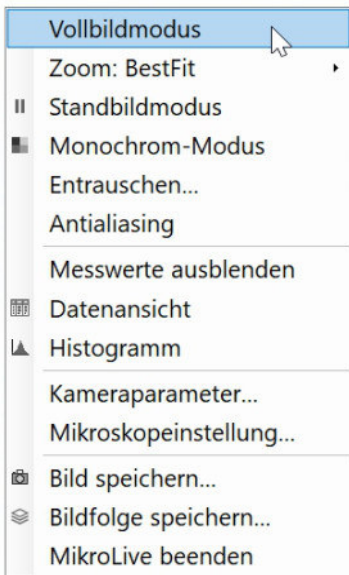 Vollbildmodus
Zoom: BestFit
Standbildmodus
Monochrom-Modus
Entrauschen...
Antialiasing
Messwerte ausblenden
Datenansicht
Histogramm
Kameraparameter...
Mikroskopeinstellung...
Bild speichern...
Bildfolge speichern...
MikroLive beenden